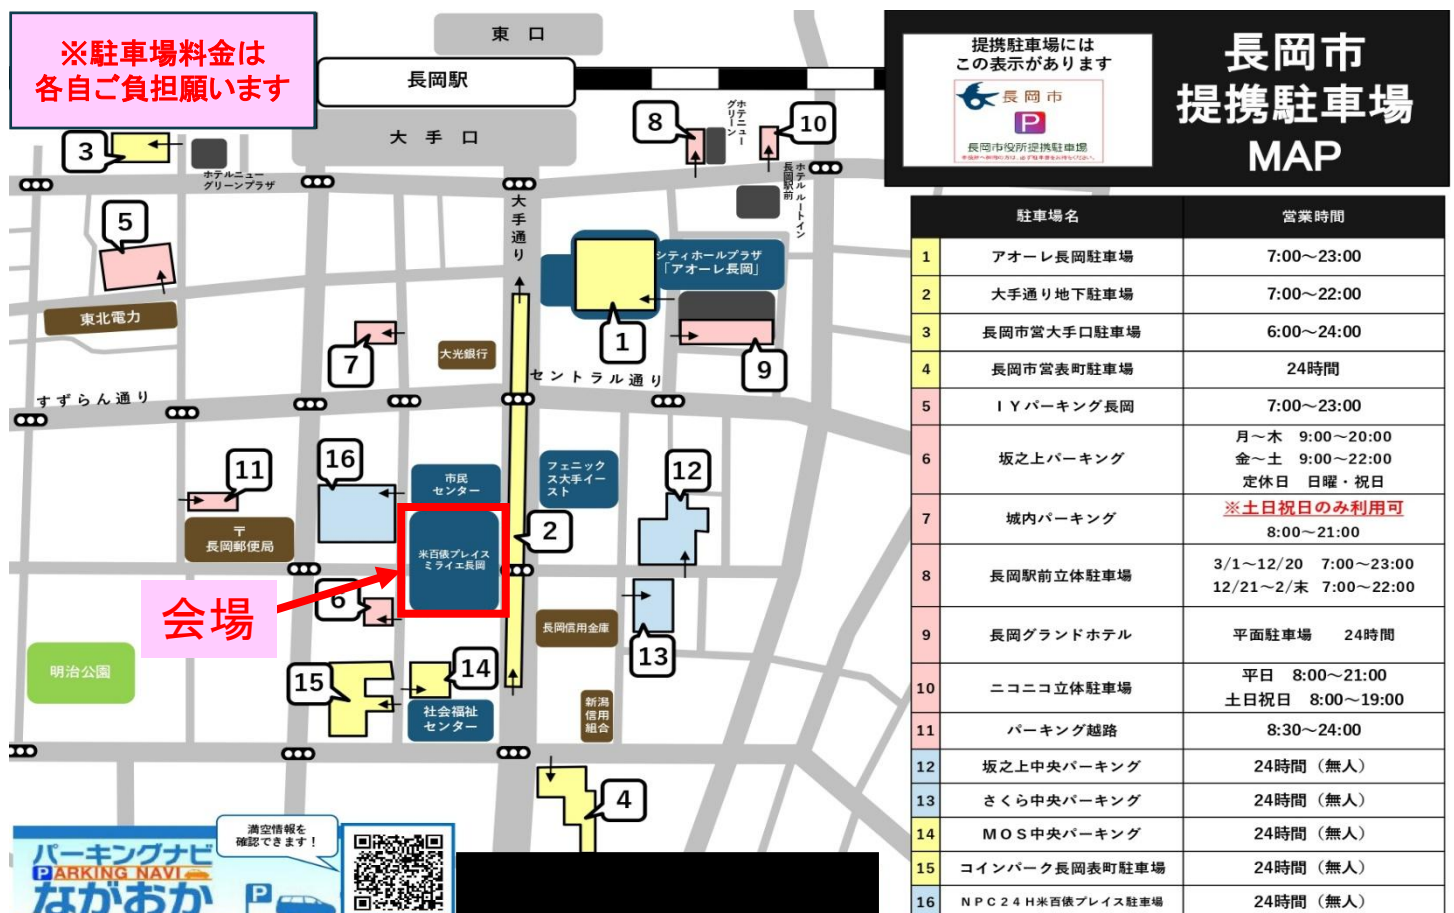 ※駐車場料金は
各自ご負担願います
東 口
長岡駅
大 手 口
提携駐車場には
この表示があります
長岡市
P
長岡市役所提携駐車場
長岡市
提携駐車場
MAP
3
ホテルニュー
グリーンプラザ
8
ホテルニュー
グリーン
10
ホテル ルートイン
長岡駅前
5
大手通り
シティホールプラザ
「アオーレ長岡」
東北電力
7
大光銀行
1
9
セントラル通り
すずらん通り
11
16
市民
センター
フェニック
ス大手イー
スト
12
〒
長岡郵便局
米百俵プレイス
ミライエ長岡
2
会場
6
長岡信用金庫
13
明治公園
15
14
社会福祉
センター
新潟
信用
組合
4
満空情報を
確認できます！
パーキングナビ
PARKING NAVI
ながおか
P
駐車場名 営業時間
1 アオーレ長岡駐車場 7:00～23:00
2 大手通り地下駐車場 7:00～22:00
3 長岡市営大手口駐車場 6:00～24:00
4 長岡市営表町駐車場 24時間
5 ＩＹパーキング長岡 7:00～23:00
6 坂之上パーキング 月～木 9:00～20:00
金～土 9:00～22:00
定休日 日曜・祝日
7 城内パーキング ※土日祝日のみ利用可
8:00～21:00
8 長岡駅前立体駐車場 3/1～12/20 7:00～23:00
12/21～2/末 7:00～22:00
9 長岡グランドホテル 平面駐車場 24時間
10 ニコニコ立体駐車場 平日 8:00～21:00
土日祝日 8:00～19:00
11 パーキング越路 8:30～24:00
12 坂之上中央パーキング 24時間（無人）
13 さくら中央パーキング 24時間（無人）
14 ＭＯＳ中央パーキング 24時間（無人）
15 コインパーク長岡表町駐車場 24時間（無人）
16 ＮＰＣ２４Ｈ米百俵プレイス駐車場 24時間（無人）